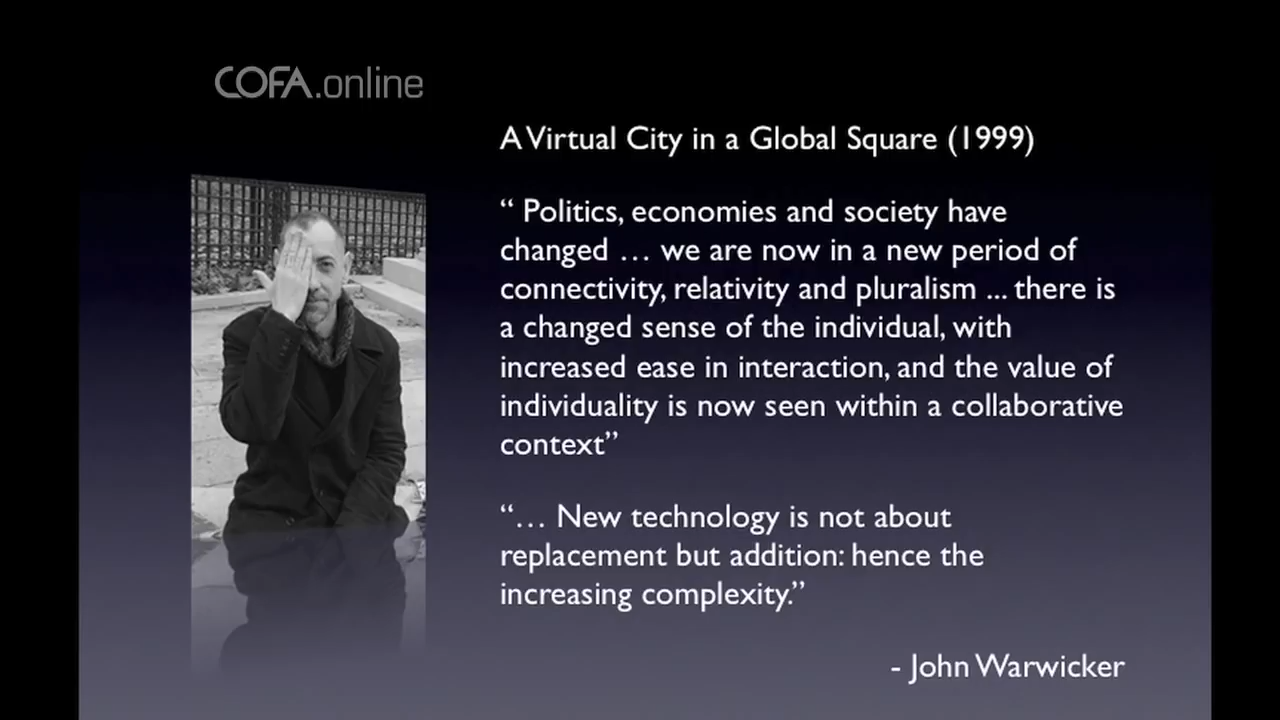 COFA.online
A Virtual City in a Global Square (1999)
“ Politics, economies and society have
changed … we are now in a new period of
connectivity, relativity and pluralism ... there is
a changed sense of the individual, with
increased ease in interaction, and the value of
individuality is now seen within a collaborative
context”
“… New technology is not about
replacement but addition: hence the
increasing complexity.”
- John Warwicker